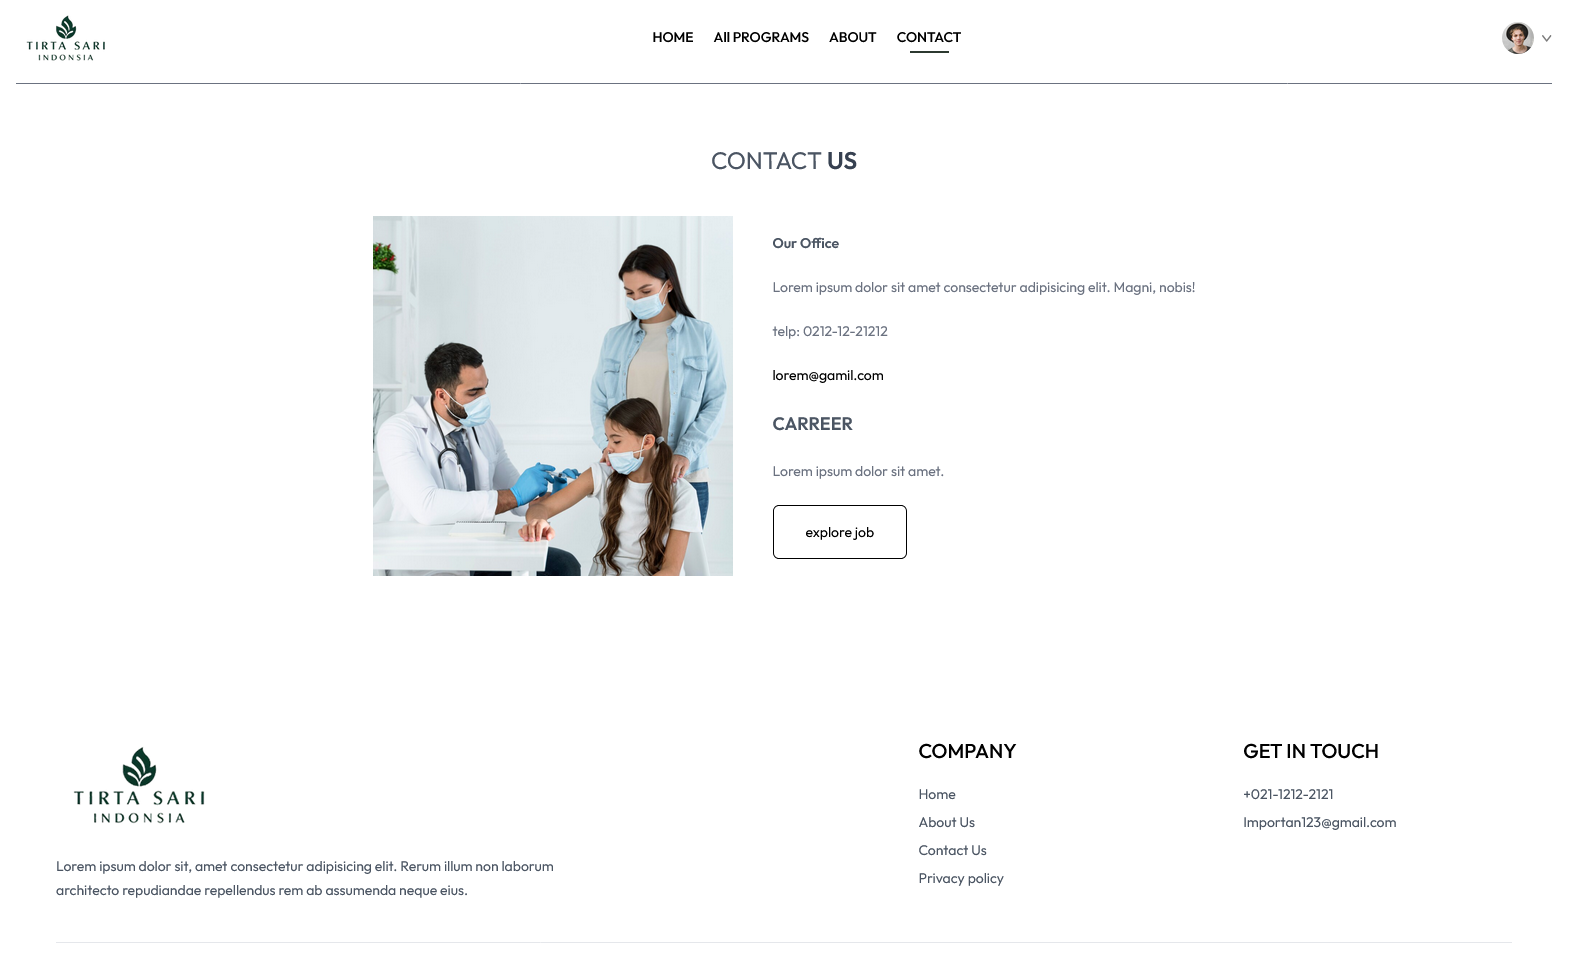 TIRTA SARI
INDONSIA
HOME
All PROGRAMS
ABOUT
CONTACT
CONTACT US
Our Office
Lorem ipsum dolor sit amet consectetur adipisicing elit. Magni, nobis!
telp: 0212-12-21212
lorem@gamil.com
CARREER
Lorem ipsum dolor sit amet.
explore job
TIRTA SARI
INDONSIA
Lorem ipsum dolor sit, amet consectetur adipisicing elit. Rerum illum non laborum
architecto repudiandae repellendus rem ab assumenda neque eius.
COMPANY
Home
About Us
Contact Us
Privacy policy
GET IN TOUCH
+021-1212-2121
Importan123@gmail.com